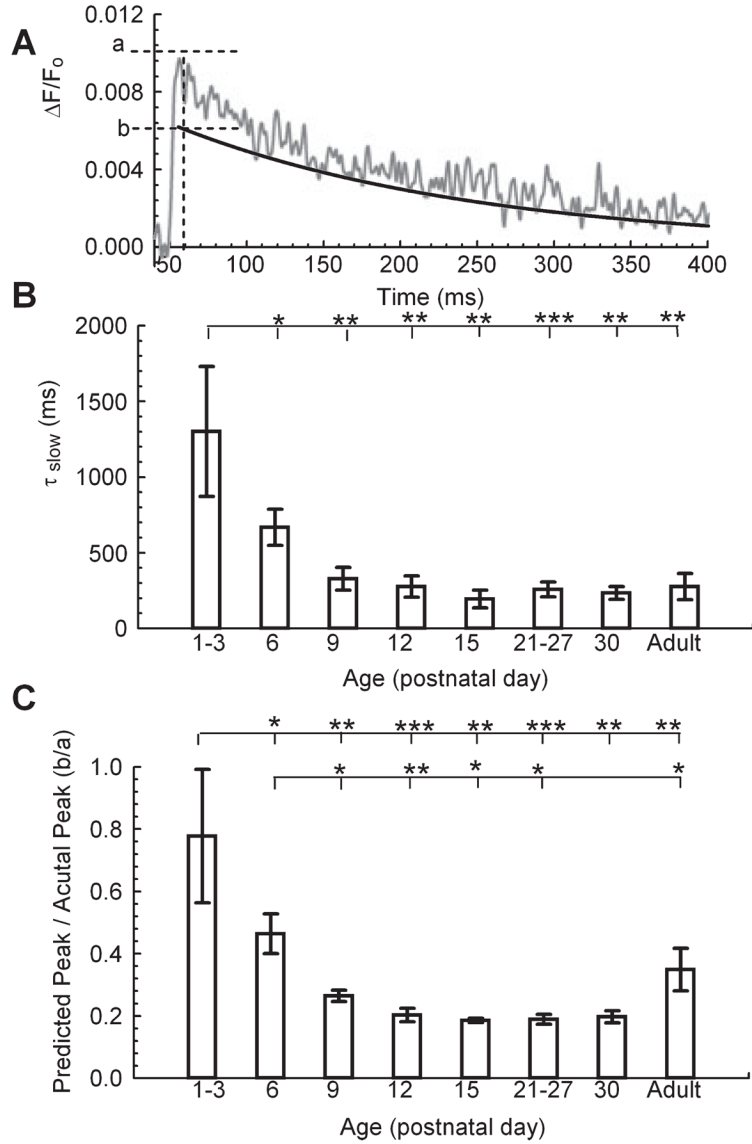 A
ΔF/Fo
0.012
0.008
0.004
0.000
a
b
50 100 150 200 250 300 350 400
Time (ms)
B
* ** ** ** *** ** **
τ slow (ms)
2000
1500
1000
500
0
1-3 6 9 12 15 21-27 30 Adult
Age (postnatal day)
C
* ** *** ** *** ** **
* ** * * *
Predicted Peak / Acutal Peak (b/a)
1.0
0.8
0.6
0.4
0.2
0.0
1-3 6 9 12 15 21-27 30 Adult
Age (postnatal day)